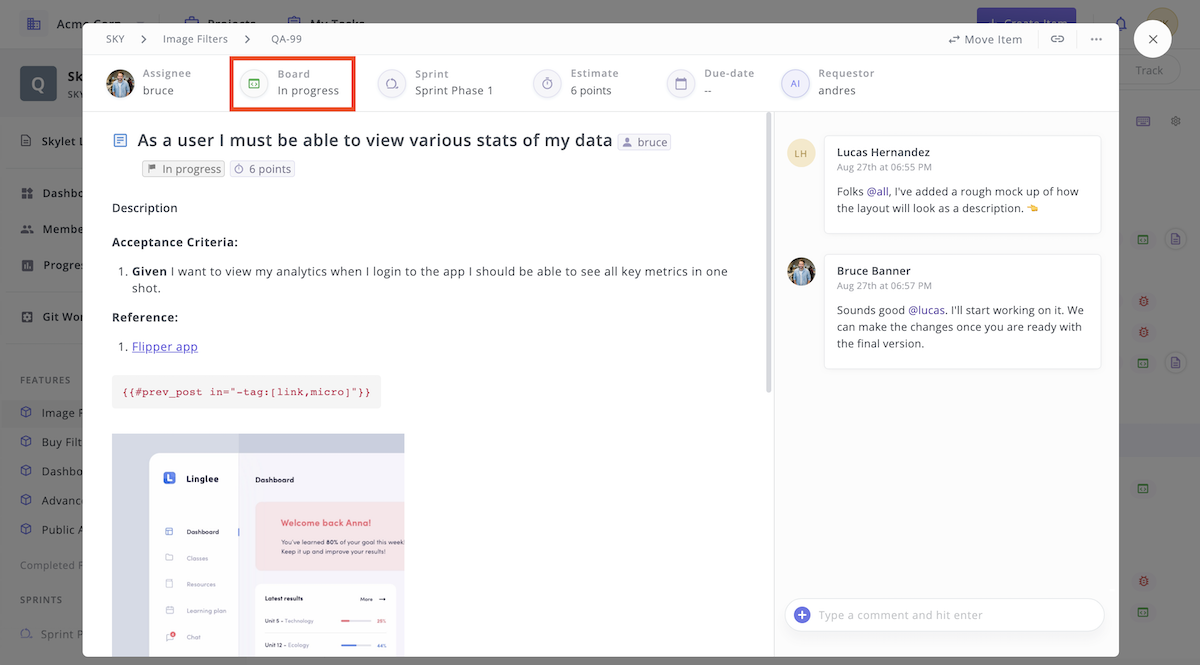 Acme Corp
Projects
My Tasks
Create Item
SKY
Image Filters
QA-99
Move Item
Q
Track
Assignee
bruce
Board
In progress
Sprint
Sprint Phase 1
Estimate
6 points
Due-date
--
AI
Requestor
andres
As a user I must be able to view various stats of my data
bruce
In progress
6 points
Description
Acceptance Criteria:
1. Given I want to view my analytics when I login to the app I should be able to see all key metrics in one
shot.
Reference:
1. Flipper app
{{#prev_post in="-tag:[link,micro]"}}
Linglee
Dashboard
Welcome back Anna!
You've learned 80% of your goal this week
Keep it up and improve your results!
Dashboard
Classes
Resources
Learning plan
Chat
Latest results
More
Unit 5 - Technology
25%
Unit 12 - Ecology
44%
LH
Lucas Hernandez
Aug 27th at 06:55 PM
Folks @all, I've added a rough mock up of how
the layout will look as a description.
Bruce Banner
Aug 27th at 06:57 PM
Sounds good @lucas. I'll start working on it. We
can make the changes once you are ready with
the final version.
Type a comment and hit enter
Skylet L
Dashbo
Membe
Progres
Git Wor
FEATURES
Image F
Buy Filt
Dashbo
Advanc
Public A
Completed F
SPRINTS
Sprint P